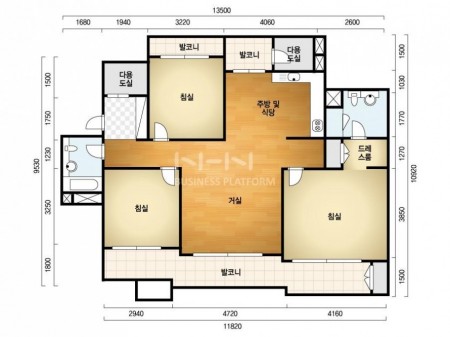 13500
1680 1940 3220 4060 2600
발코니
발코니
다용
도실
다용
도실
침실
주방 및
식당
드레
스룸
NHN
BUSINESS PLATFORM
침실
거실
침실
발코니
1500
1750
1230
3250
1800
9530
1500
1030
1770
1270
3850
1500
10920
2940 4720 4160
11820